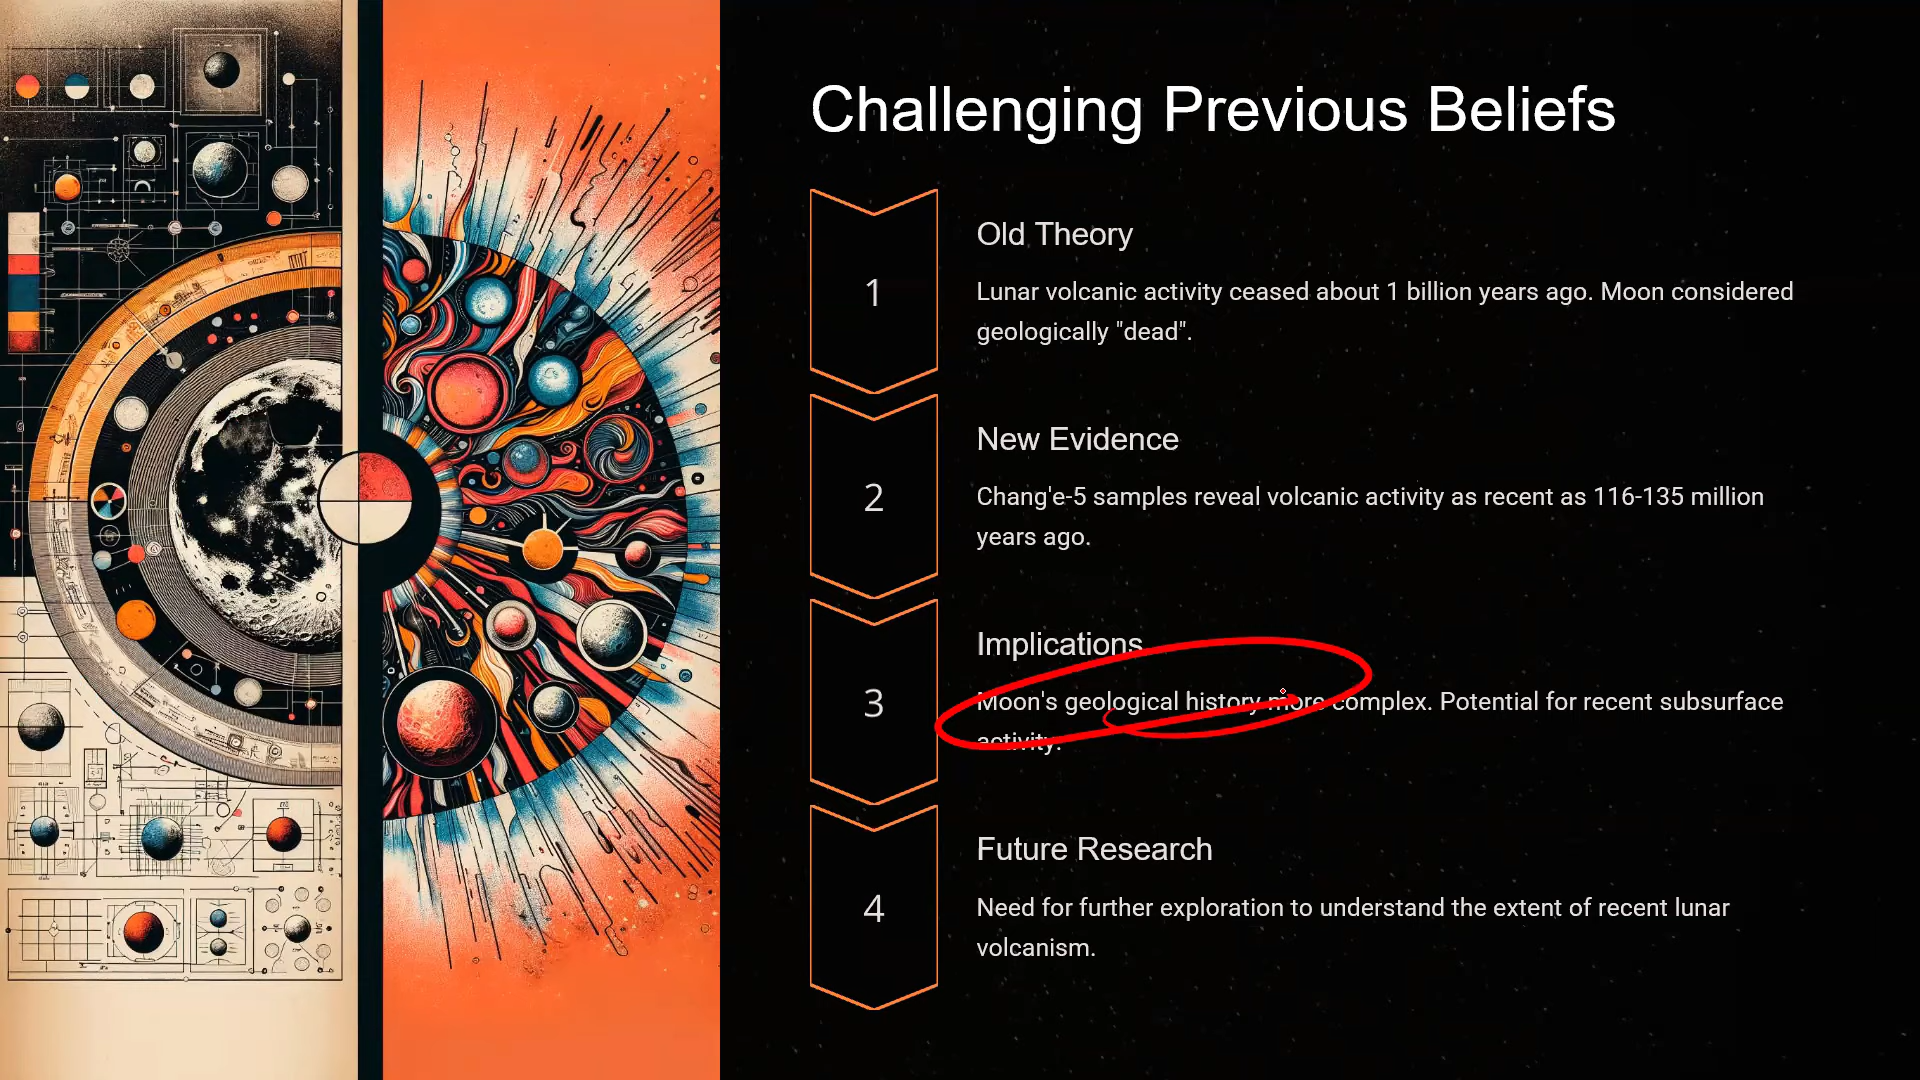 Challenging Previous Beliefs
1
Old Theory
Lunar volcanic activity ceased about 1 billion years ago. Moon considered
geologically "dead".
2
New Evidence
Chang'e-5 samples reveal volcanic activity as recent as 116-135 million
years ago.
3
Implications
Moon's geological history more complex. Potential for recent subsurface
activity.
4
Future Research
Need for further exploration to understand the extent of recent lunar
volcanism.